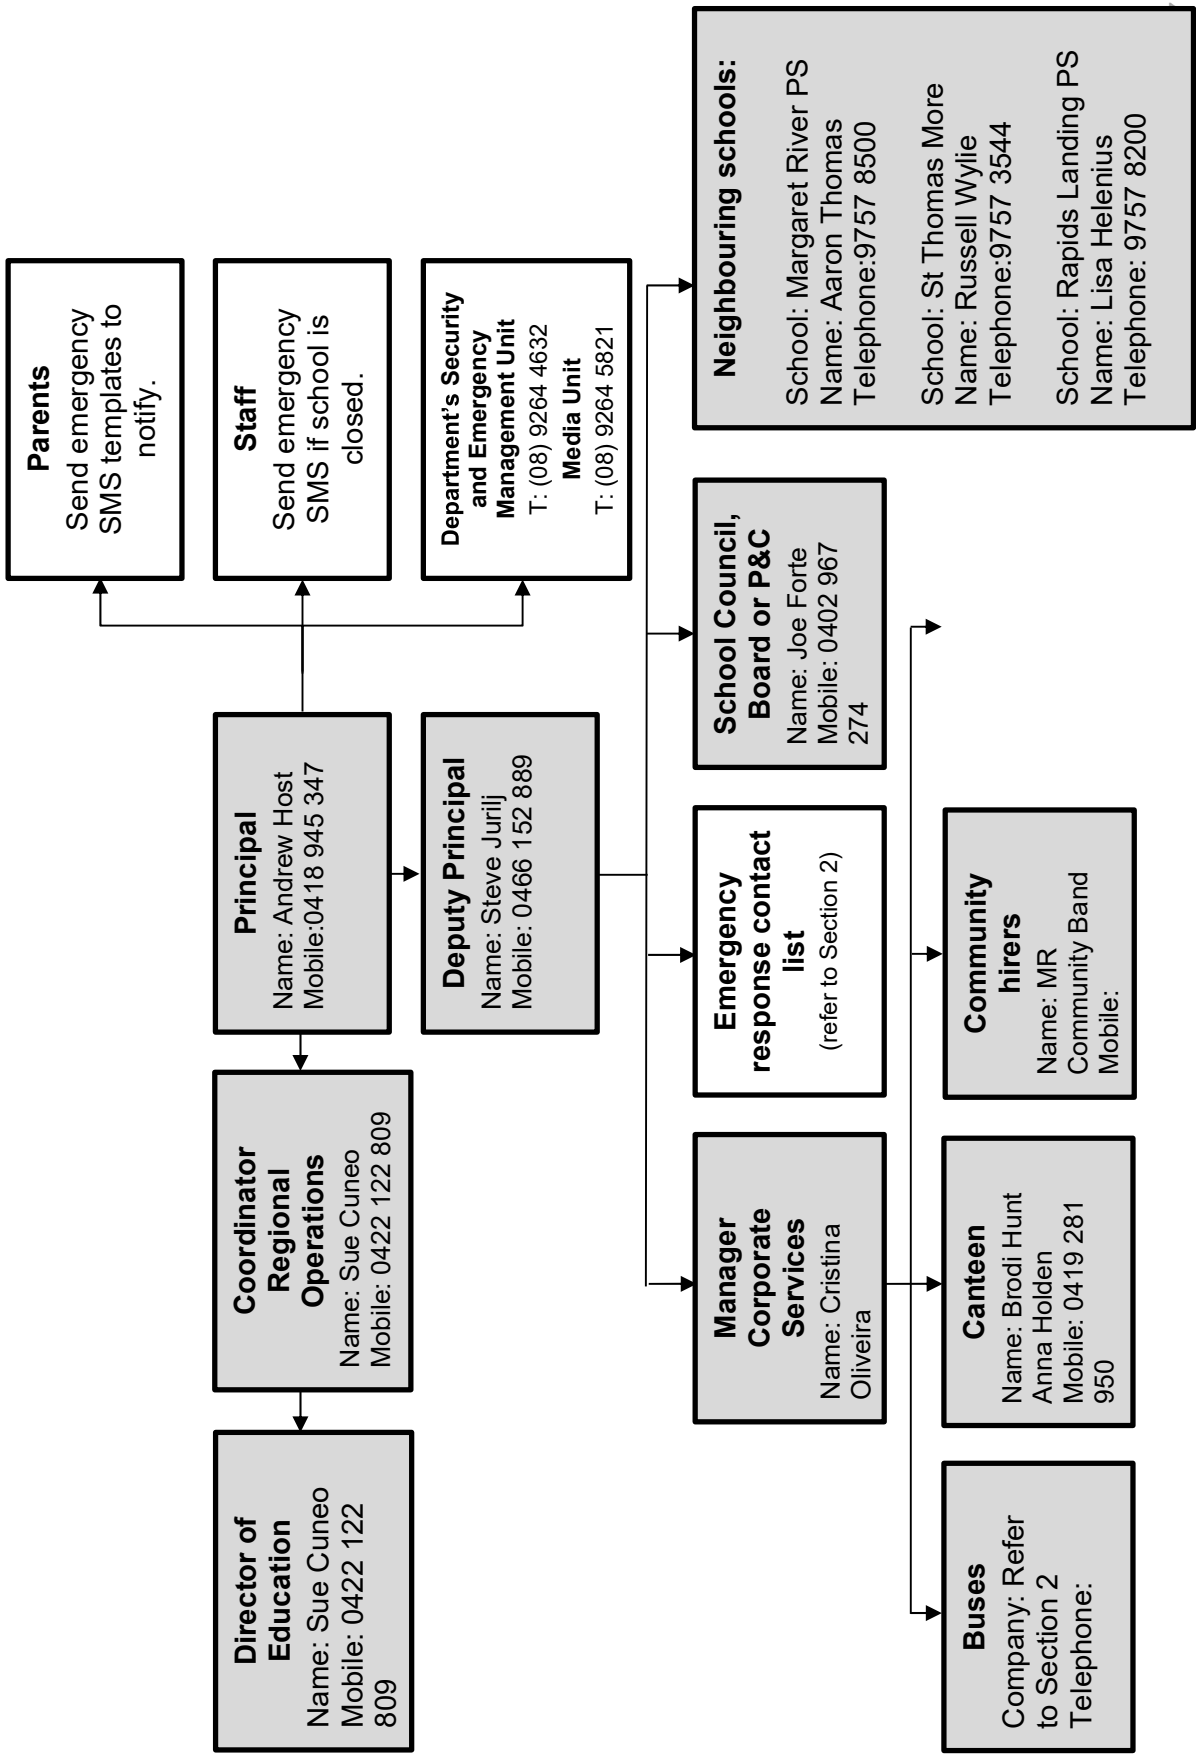 Parents
Send emergency
SMS templates to
notify.
Director of
Education
Name: Sue Cuneo
Mobile: 0422 122
809
Coordinator
Regional
Operations
Name: Sue Cuneo
Mobile: 0422 122 809
Principal
Name: Andrew Host
Mobile:0418 945 347
Staff
Send emergency
SMS if school is
closed.
Deputy Principal
Name: Steve Jurilj
Mobile: 0466 152 889
Department's Security
and Emergency
Management Unit
T: (08) 9264 4632
Media Unit
T: (08) 9264 5821
Manager
Corporate
Services
Name: Cristina
Oliveira
Emergency
response contact
list
(refer to Section 2)
School Council,
Board or P&C
Name: Joe Forte
Mobile: 0402 967
274
Neighbouring schools:
School: Margaret River PS
Name: Aaron Thomas
Telephone:9757 8500
School: St Thomas More
Name: Russell Wylie
Telephone:9757 3544
School: Rapids Landing PS
Name: Lisa Helenius
Telephone: 9757 8200
Buses
Company: Refer
to Section 2
Telephone:
Canteen
Name: Brodi Hunt
Anna Holden
Mobile: 0419 281
950
Community
hirers
Name: MR
Community Band
Mobile: